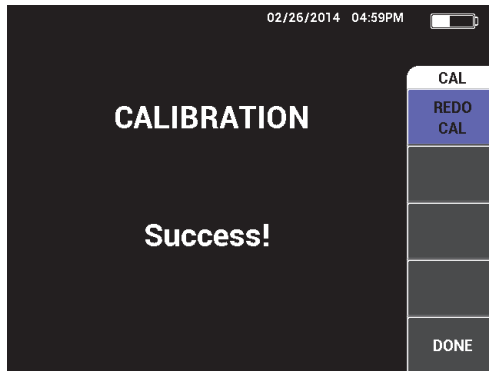 02/26/2014 04:59PM
CAL
CALIBRATION
REDO
CAL
Success!
DONE